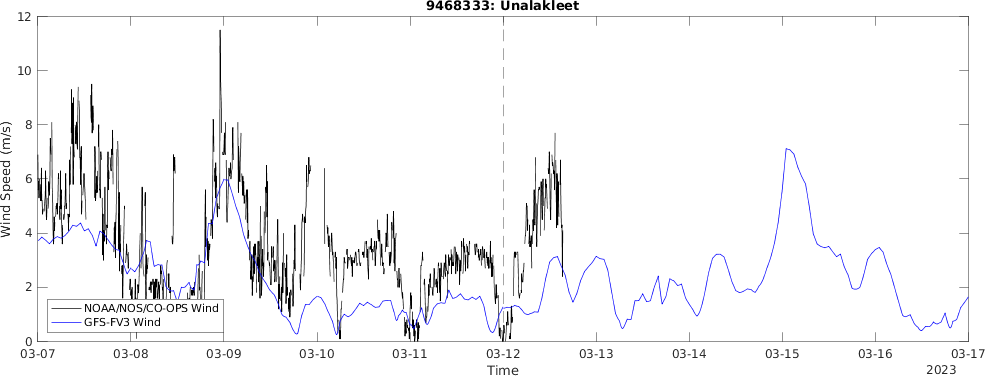 9468333: Unalakleet
Wind Speed (m/s)
12
10
8
6
4
2
0
NOAA/NOS/CO-OPS Wind
GFS-FV3 Wind
03-07 03-08 03-09 03-10 03-11 03-12 03-13 03-14 03-15 03-16 03-17
Time
2023